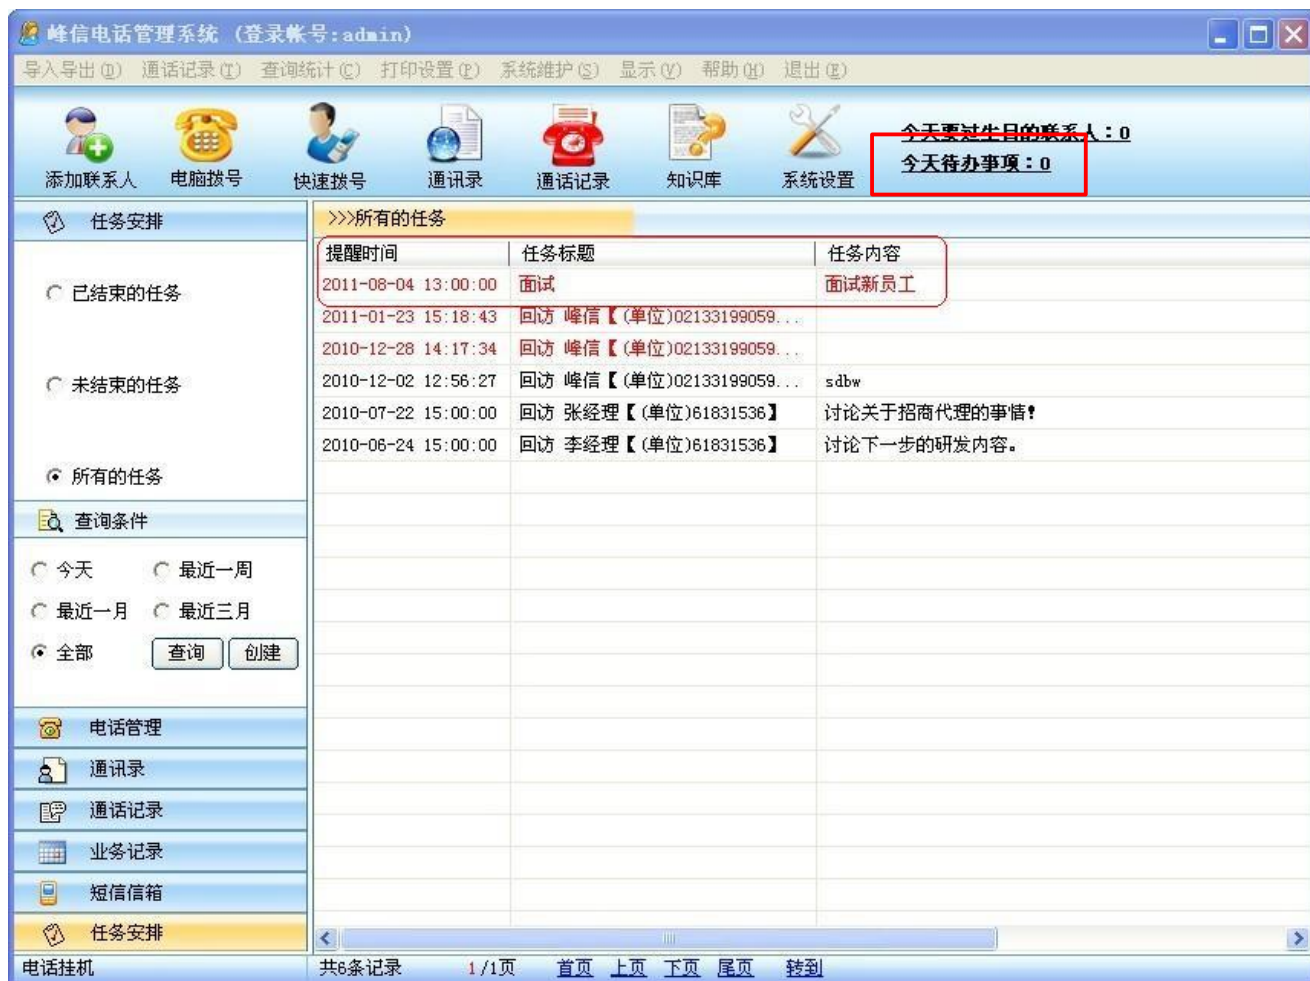 峰信电话管理系统 (登录帐号:admin)
导入导出(D) 通话记录(T) 查询统计(C) 打印设置(P) 系统维护(S) 显示(V) 帮助(H) 退出(E)
添加联系人 电脑拨号 快速拨号 通讯录 通话记录 知识库 系统设置
今天要过生日的联系人:0
今天待办事项:0
任务安排
已结束的任务
未结束的任务
所有的任务
查询条件
今天 最近一周
最近一月 最近三月
全部 查询 创建
电话管理
通讯录
通话记录
业务记录
短信信箱
任务安排
>>>所有的任务
提醒时间 任务标题 任务内容
2011-08-04 13:00:00 面试 面试新员工
2011-01-23 15:18:43 回访 峰信【(单位)02133199059...
2010-12-28 14:17:34 回访 峰信【(单位)02133199059...
2010-12-02 12:56:27 回访 峰信【(单位)02133199059... sdbw
2010-07-22 15:00:00 回访 张经理【(单位)61831536】 讨论关于招商代理的事情!
2010-06-24 15:00:00 回访 李经理【(单位)61831536】 讨论下一步的研发内容。
电话挂机 共6条记录 1/1页 首页 上页 下页 尾页 转到